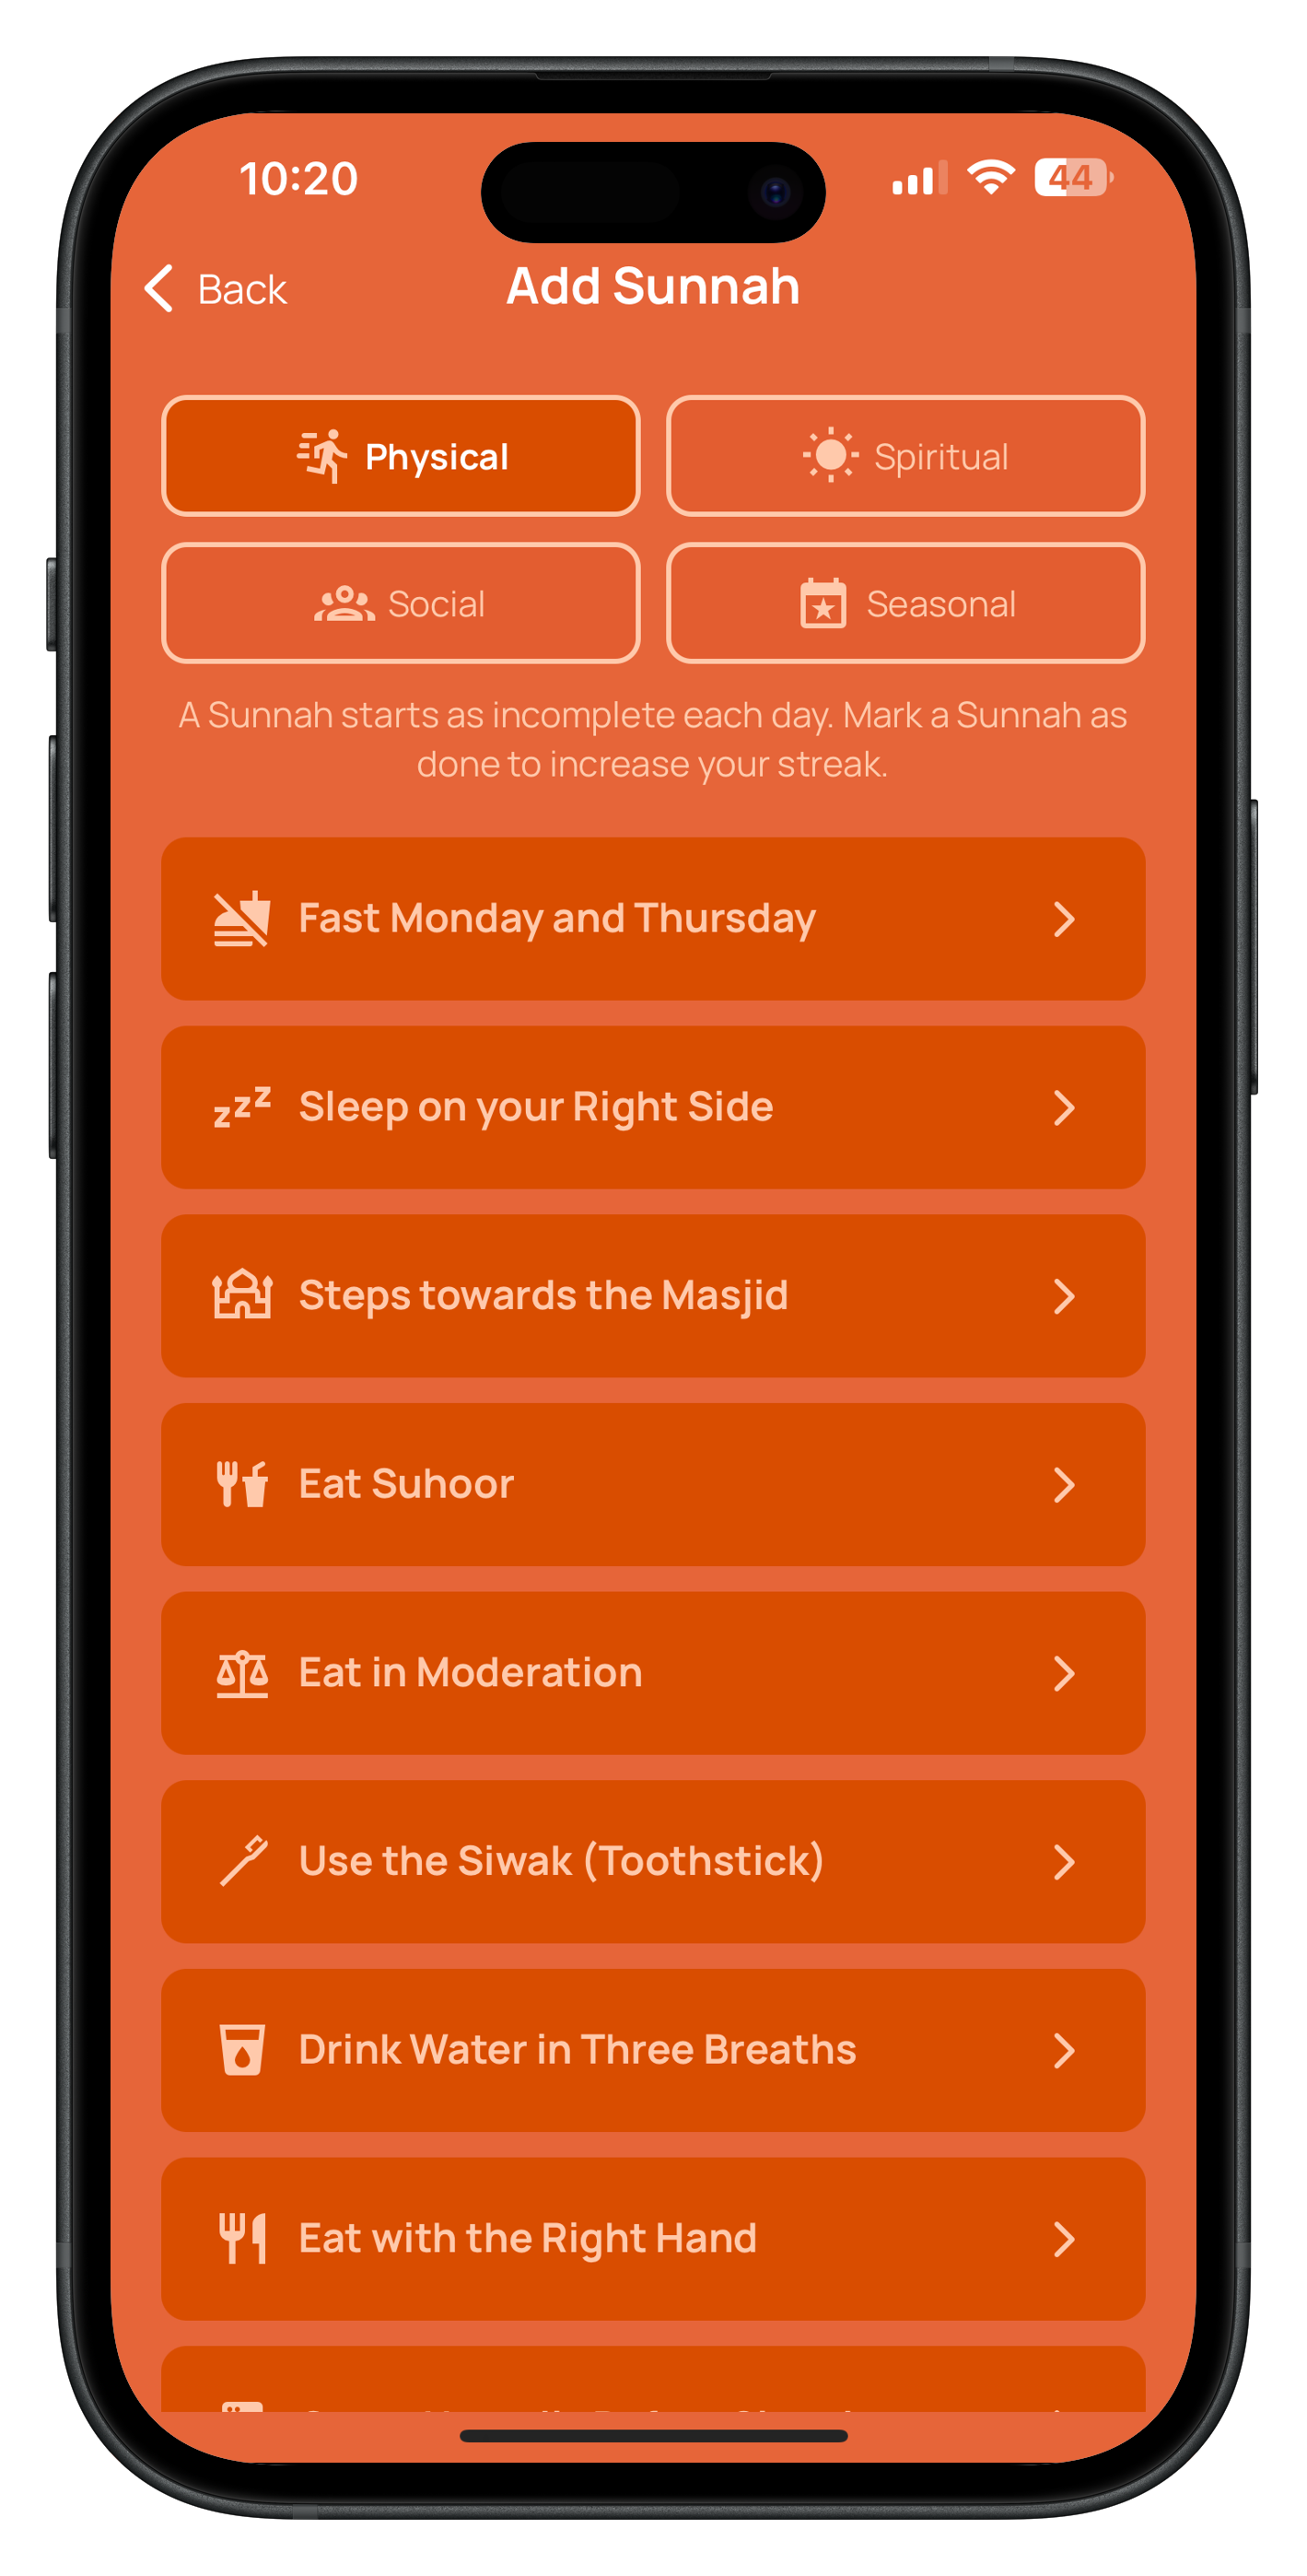 10:20
44
Back
Add Sunnah
Physical
Spiritual
Social
Seasonal
A Sunnah starts as incomplete each day. Mark a Sunnah as
done to increase your streak.
Fast Monday and Thursday
Sleep on your Right Side
Steps towards the Masjid
Eat Suhoor
Eat in Moderation
Use the Siwak (Toothstick)
Drink Water in Three Breaths
Eat with the Right Hand